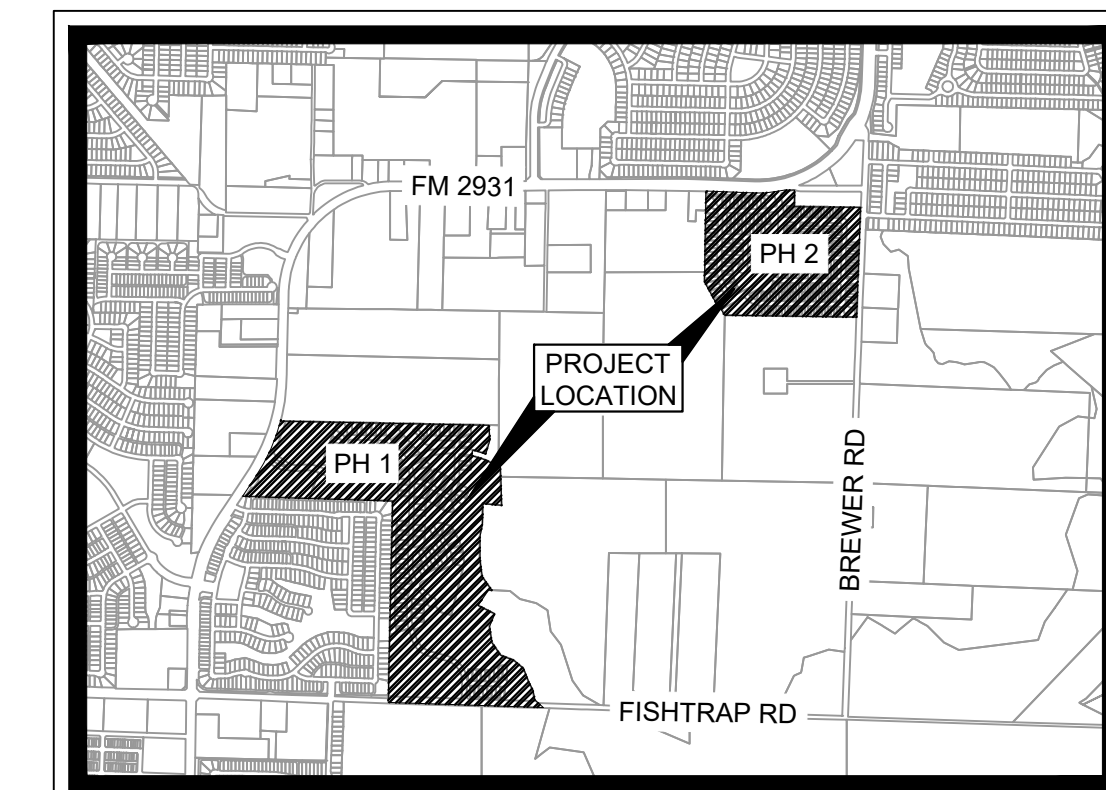 FM 2931
PH 2
PROJECT
LOCATION
PH 1
BREWER RD
FISHTRAP RD